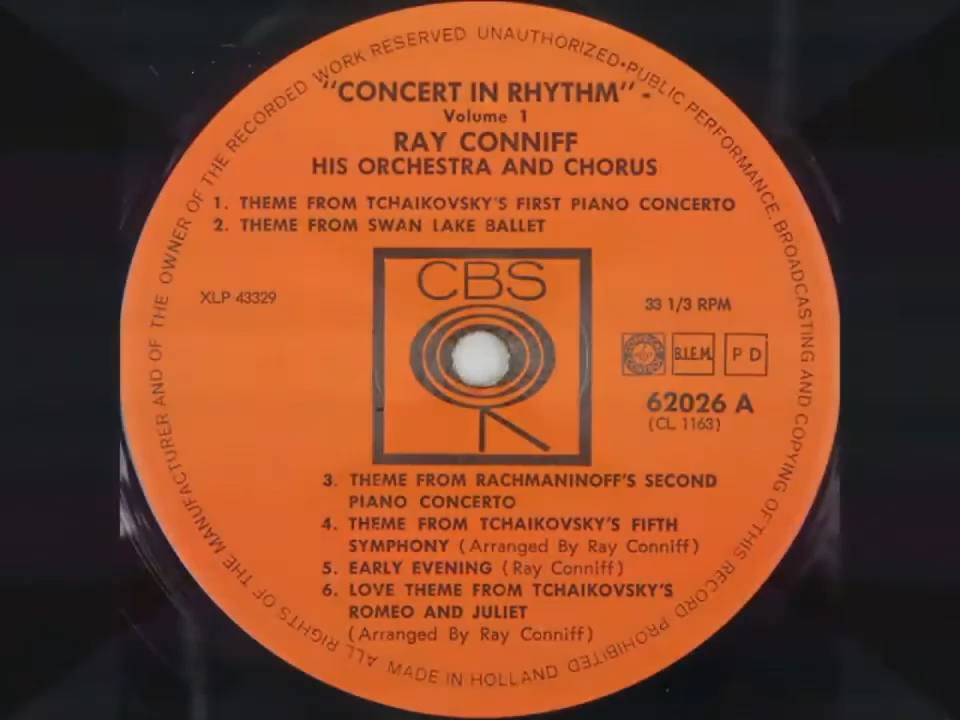 "CONCERT IN RHYTHM" -
Volume 1
RAY CONNIFF
HIS ORCHESTRA AND CHORUS
1. THEME FROM TCHAIKOVSKY'S FIRST PIANO CONCERTO
2. THEME FROM SWAN LAKE BALLET
CBS
XLP 43329
33 1/3 RPM
B.I.E.M.
P D
62026 A
(CL 1163)
3. THEME FROM RACHMANINOFF'S SECOND
PIANO CONCERTO
4. THEME FROM TCHAIKOVSKY'S FIFTH
SYMPHONY (Arranged By Ray Conniff)
5. EARLY EVENING (Ray Conniff)
6. LOVE THEME FROM TCHAIKOVSKY'S
ROMEO AND JULIET
(Arranged By Ray Conniff)
MADE IN HOLLAND
ALL RIGHTS OF THE MANUFACTURER AND OF THE OWNER OF THE RECORDED WORK RESERVED UNAUTHORIZED•PUBLIC PERFORMANCE, BROADCASTING AND COPYING OF THIS RECORD PROHIBITED